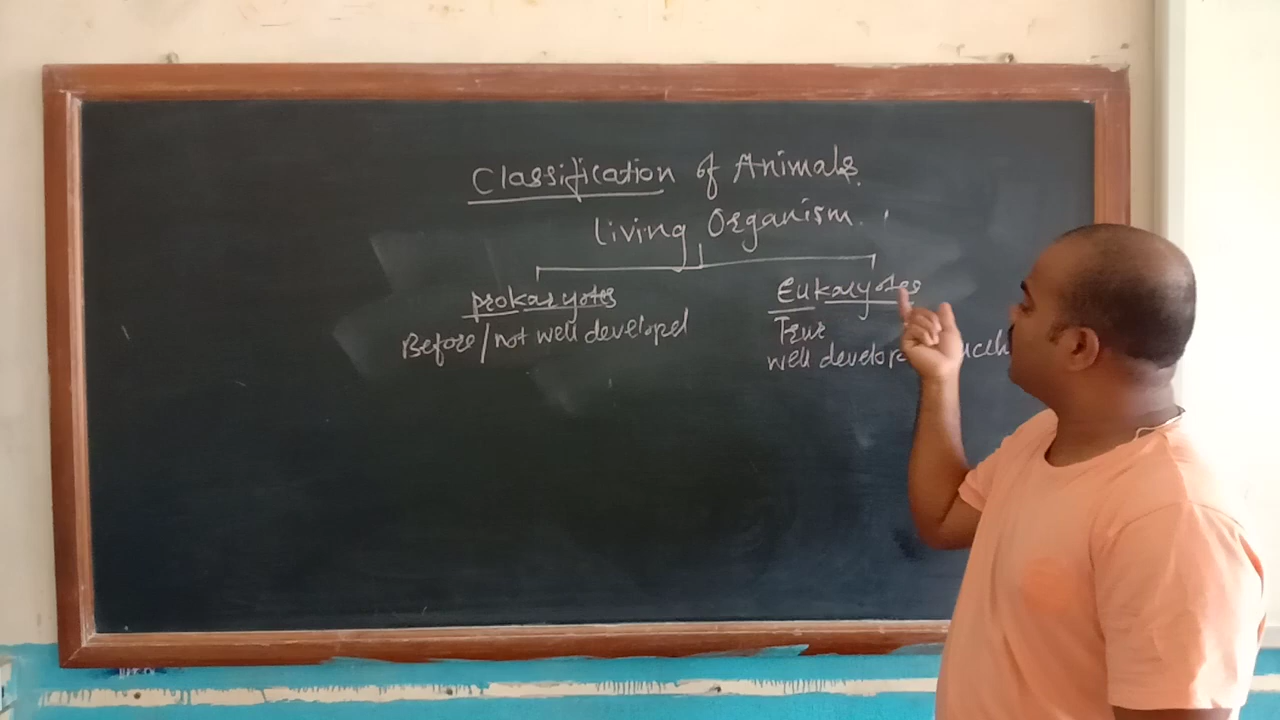 Classification of Animals.
Living Organism.
prokaryotes
Eukaryotes
Before/not well developed
True
well develop